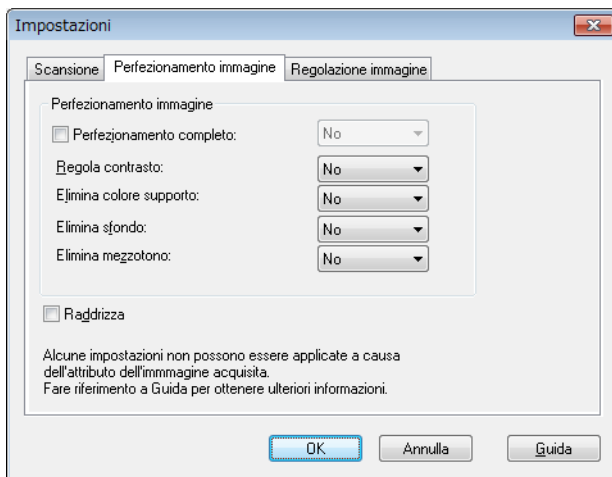 Impostazioni
Scansione Perfezionamento immagine Regolazione immagine
Perfezionamento immagine
Perfezionamento completo: No
Regola contrasto: No
Elimina colore supporto: No
Elimina sfondo: No
Elimina mezzotono: No
Raddrizza
Alcune impostazioni non possono essere applicate a causa
dell'attributo dell'immmagine acquisita.
Fare riferimento a Guida per ottenere ulteriori informazioni.
OK Annulla Guida